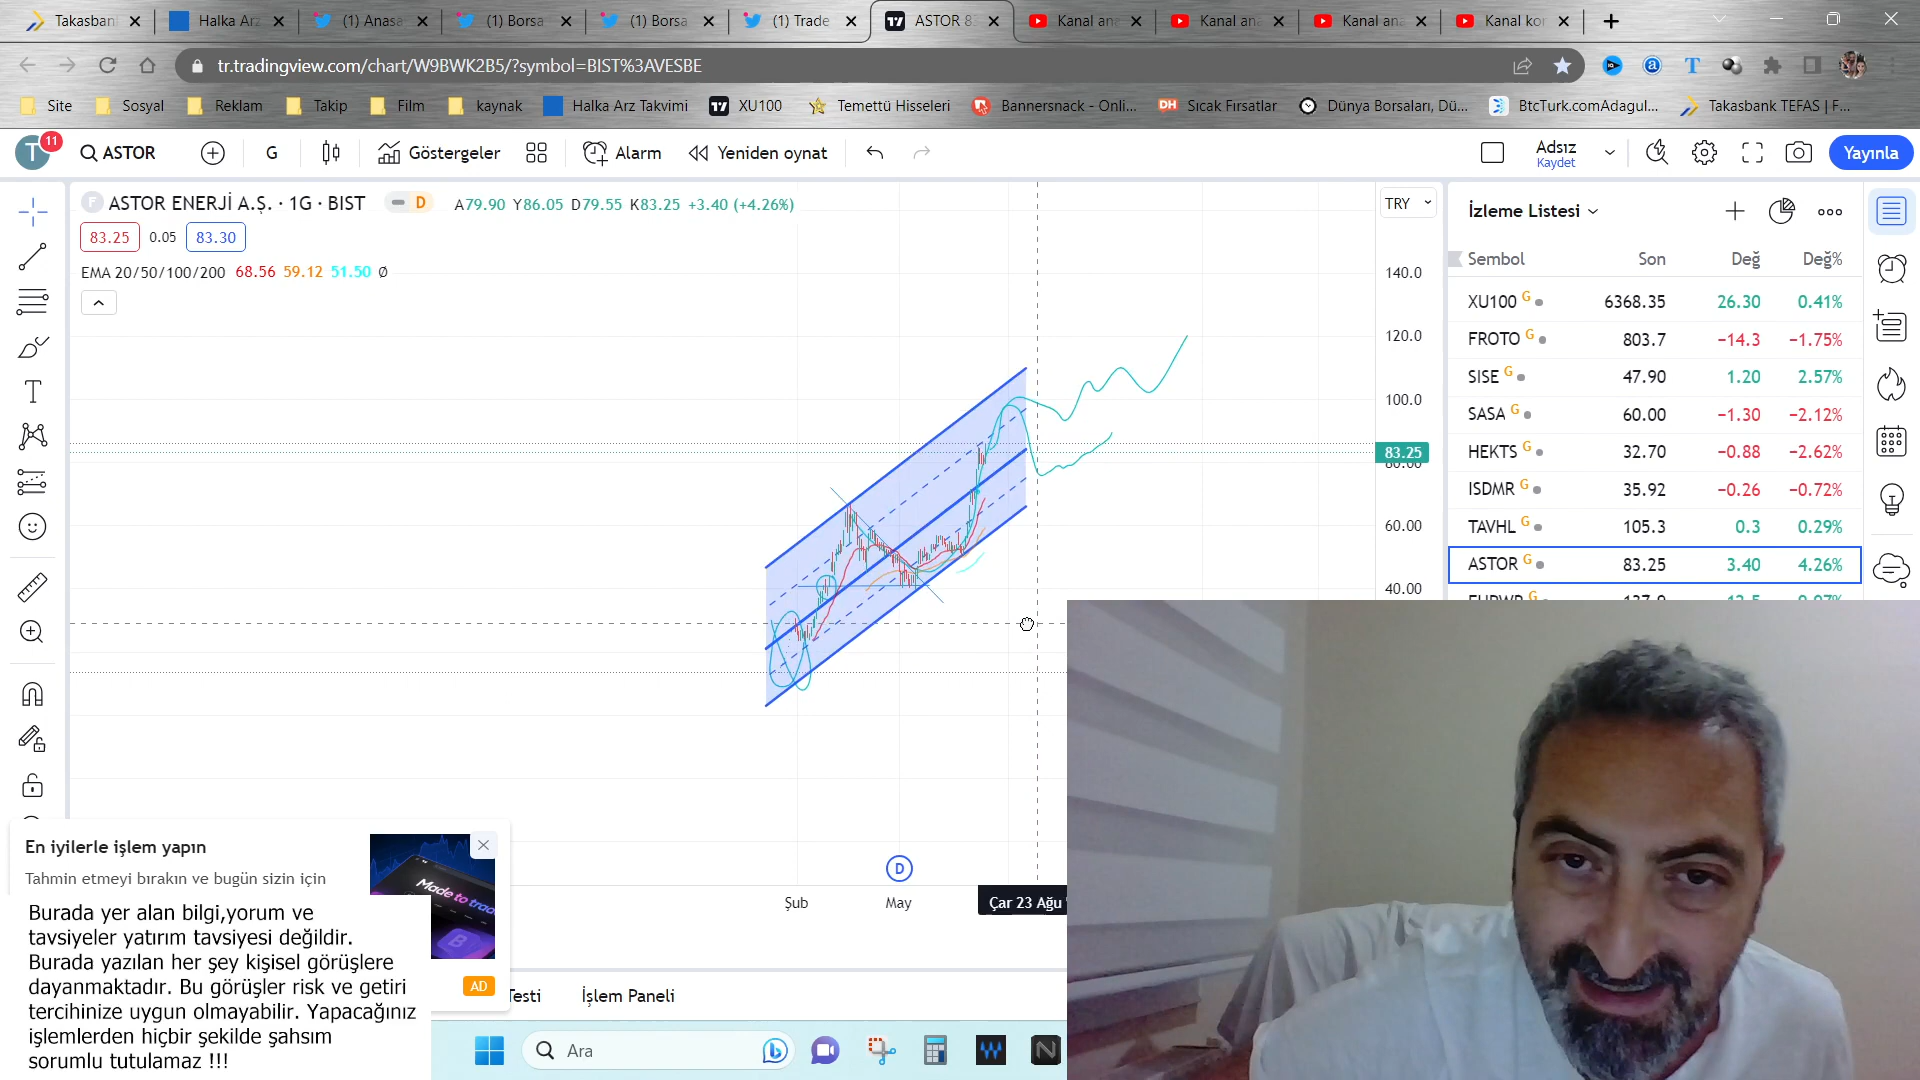 Takasbanl
Halka Arz
(1) Anasa
(1) Borsa
(1) Borsa
(1) Trade
ASTOR 83
Kanal ana
Kanal ana
Kanal ana
Kanal kor
tr.tradingview.com/chart/W9BWK2B5/?symbol=BIST%3AVESBE
Site
Sosyal
Reklam
Takip
Film
kaynak
Halka Arz Takvimi
XU100
Temettü Hisseleri
Bannersnack - Onli...
DH Sıcak Fırsatlar
Dünya Borsaları, Dü...
BtcTurk.comAdagul...
Takasbank TEFAS | F...
T 11
ASTOR
G
Göstergeler
Alarm
Yeniden oynat
Adsız
Kaydet
Yayınla
F ASTOR ENERJİ A.Ş. · 1G · BIST
D
A79.90 Y86.05 D79.55 K83.25 +3.40 (+4.26%)
TRY
83.25 0.05 83.30
EMA 20/50/100/200 68.56 59.12 51.50 Ø
140.0
120.0
100.0
83.25
80.00
60.00
40.00
D
Şub
May
Çar 23 Ağu
İzleme Listesi
Sembol Son Değ Değ%
XU100 G 6368.35 26.30 0.41%
FROTO G 803.7 −14.3 −1.75%
SISE G 47.90 1.20 2.57%
SASA G 60.00 −1.30 −2.12%
HEKTS G 32.70 −0.88 −2.62%
ISDMR G 35.92 −0.26 −0.72%
TAVHL G 105.3 0.3 0.29%
ASTOR G 83.25 3.40 4.26%
En iyilerle işlem yapın
Tahmin etmeyi bırakın ve bugün sizin için
Made to trad
B
AD
Burada yer alan bilgi,yorum ve
tavsiyeler yatırım tavsiyesi değildir.
Burada yazılan her şey kişisel görüşlere
dayanmaktadır. Bu görüşler risk ve getiri
tercihinize uygun olmayabilir. Yapacağınız
işlemlerden hiçbir şekilde şahsım
sorumlu tutulamaz !!!
Testi
İşlem Paneli
Ara